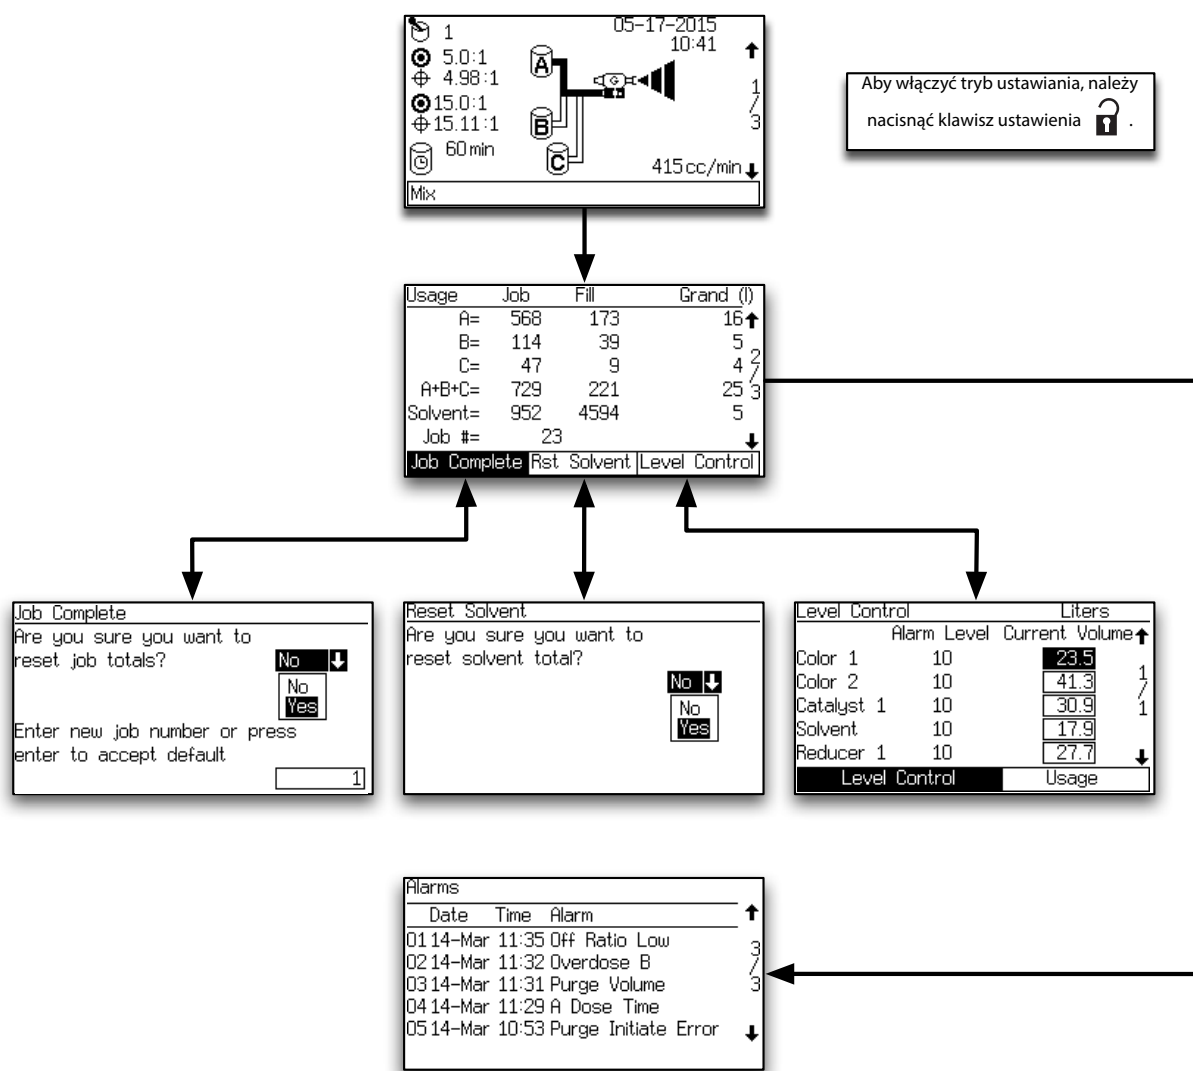 1
05-17-2015
10:41
5.0:1
4.98:1
15.0:1
15.11:1
60 min
A
B
C
G
1
/
3
415 cc/min
Mix
Aby włączyć tryb ustawiania, należy
nacisnąć klawisz ustawienia .
Usage Job Fill Grand (l)
A= 568 173 16
B= 114 39 5
C= 47 9 4
A+B+C= 729 221 25
Solvent= 952 4594 5
Job #= 23
2
/
3
Job Complete Rst Solvent Level Control
Job Complete
Are you sure you want to
reset job totals? No
No
Yes
Enter new job number or press
enter to accept default
1
Reset Solvent
Are you sure you want to
reset solvent total?
No
No
Yes
Level Control Liters
Alarm Level Current Volume
Color 1 10 23.5
Color 2 10 41.3
Catalyst 1 10 30.9
Solvent 10 17.9
Reducer 1 10 27.7
1
/
1
Level Control Usage
Alarms
Date Time Alarm
01 14-Mar 11:35 Off Ratio Low
02 14-Mar 11:32 Overdose B
03 14-Mar 11:31 Purge Volume
04 14-Mar 11:29 A Dose Time
05 14-Mar 10:53 Purge Initiate Error
3
/
3